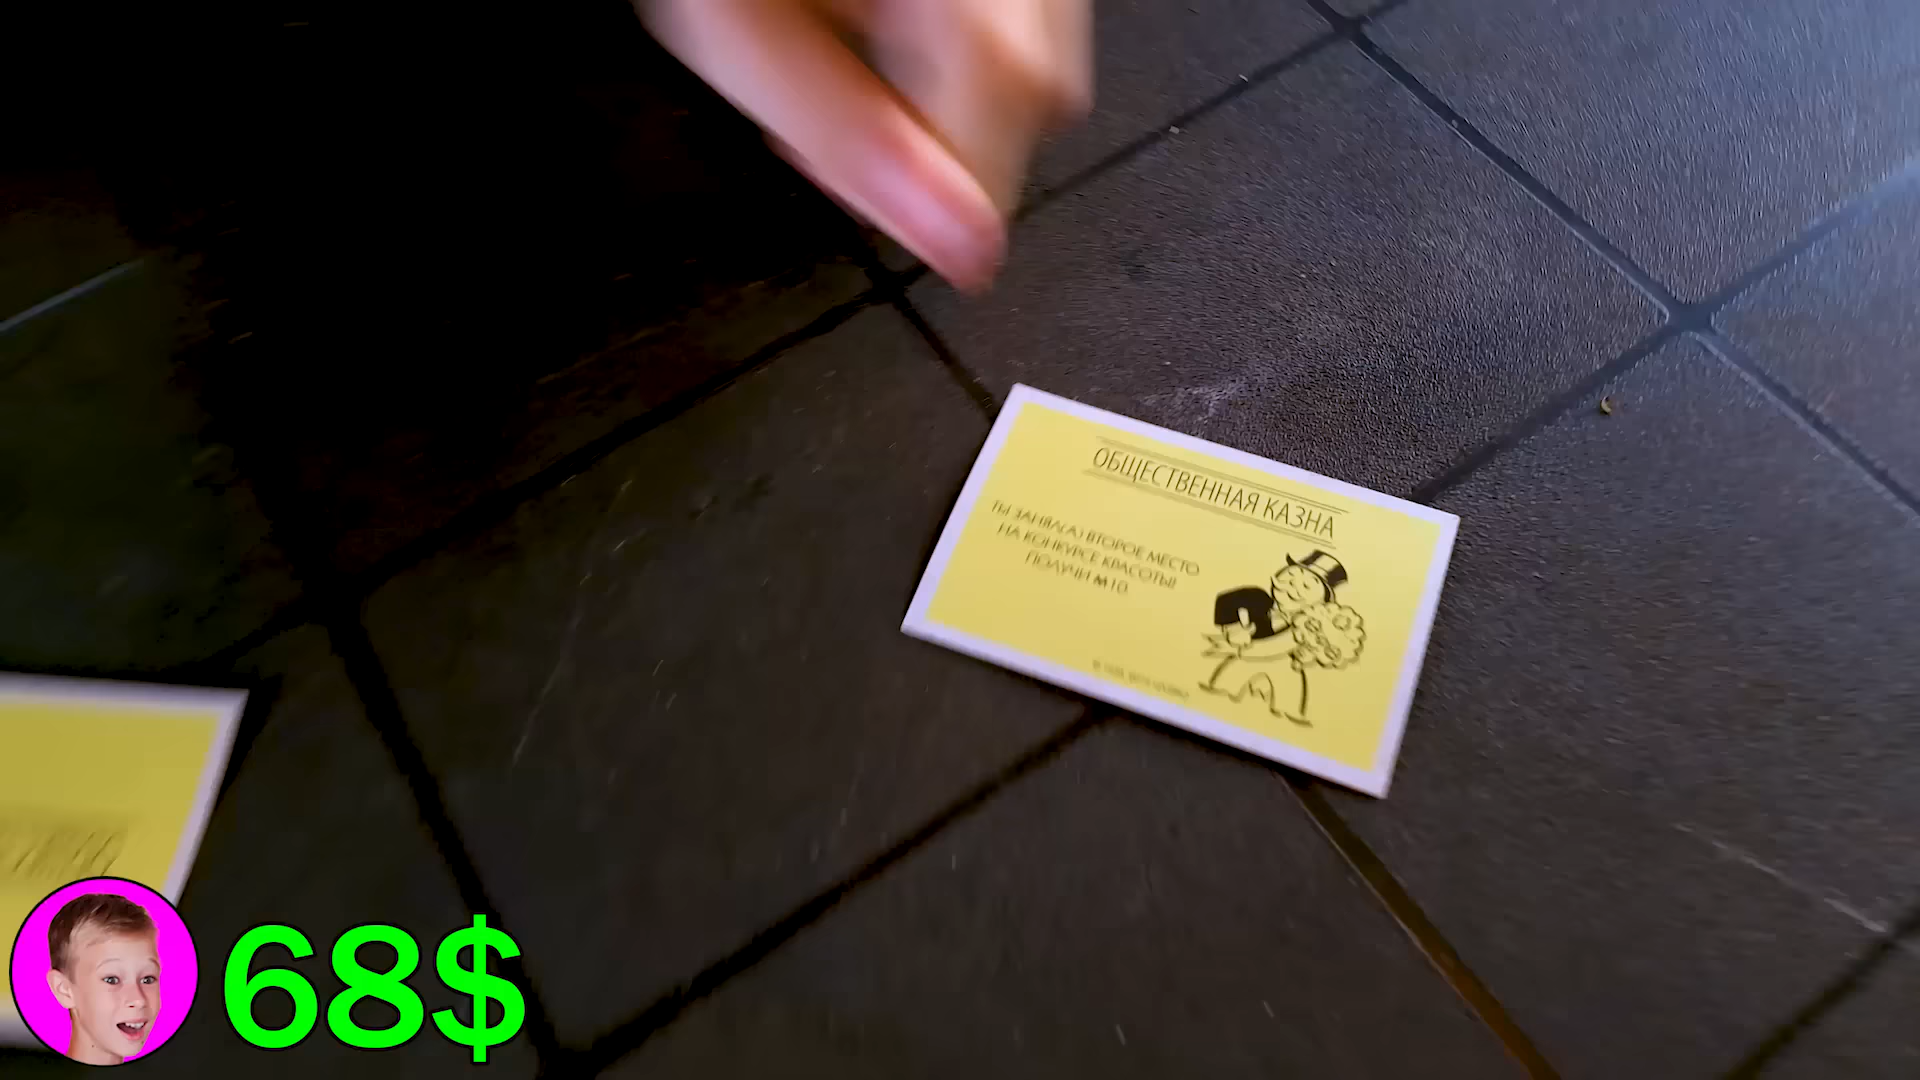 ОБЩЕСТВЕННАЯ КАЗНА
ТЫ ЗАНЯЛ(А) ВТОРОЕ МЕСТО
НА КОНКУРСЕ КРАСОТЫ!
ПОЛУЧИ ₩10.
68$